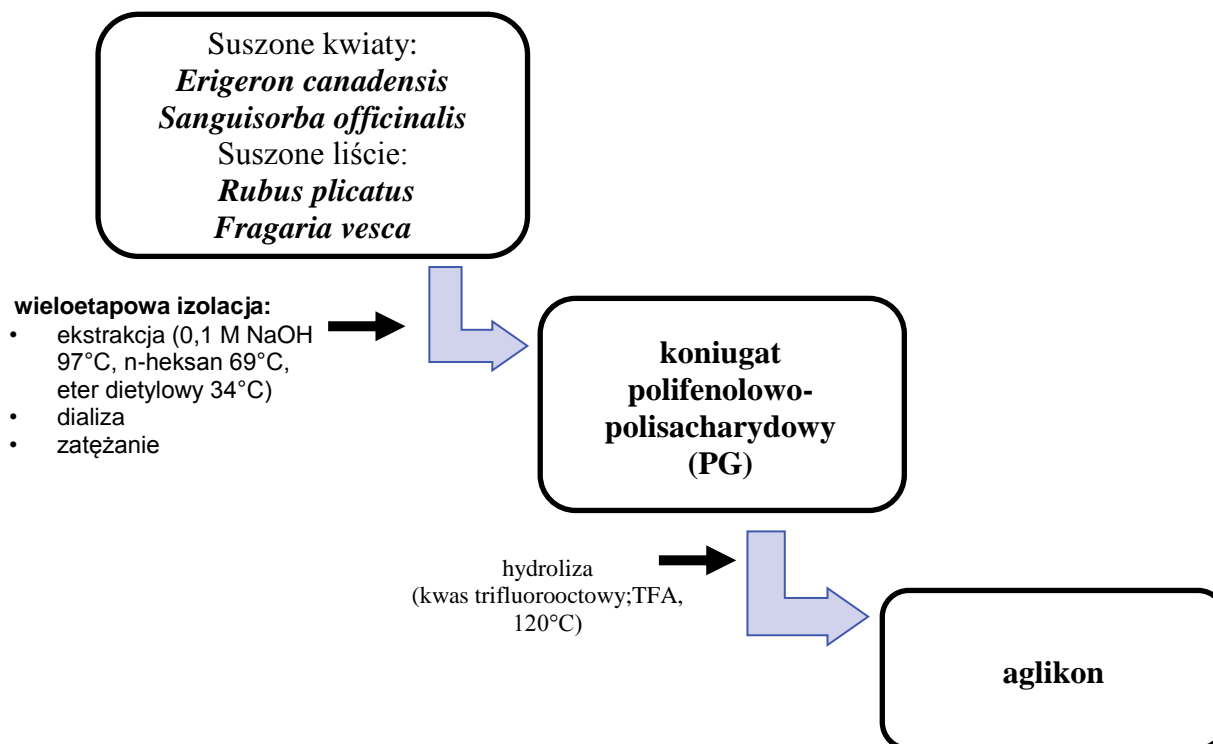 Suszone kwiaty:
Erigeron canadensis
Sanguisorba officinalis
Suszone liście:
Rubus plicatus
Fragaria vesca
wieloetapowa izolacja:
• ekstrakcja (0,1 M NaOH
97°C, n-heksan 69°C,
eter dietylowy 34°C)
• dializa
• zatężanie
koniugat
polifenolowo-
polisacharydowy
(PG)
hydroliza
(kwas trifluorooctowy;TFA,
120°C)
aglikon